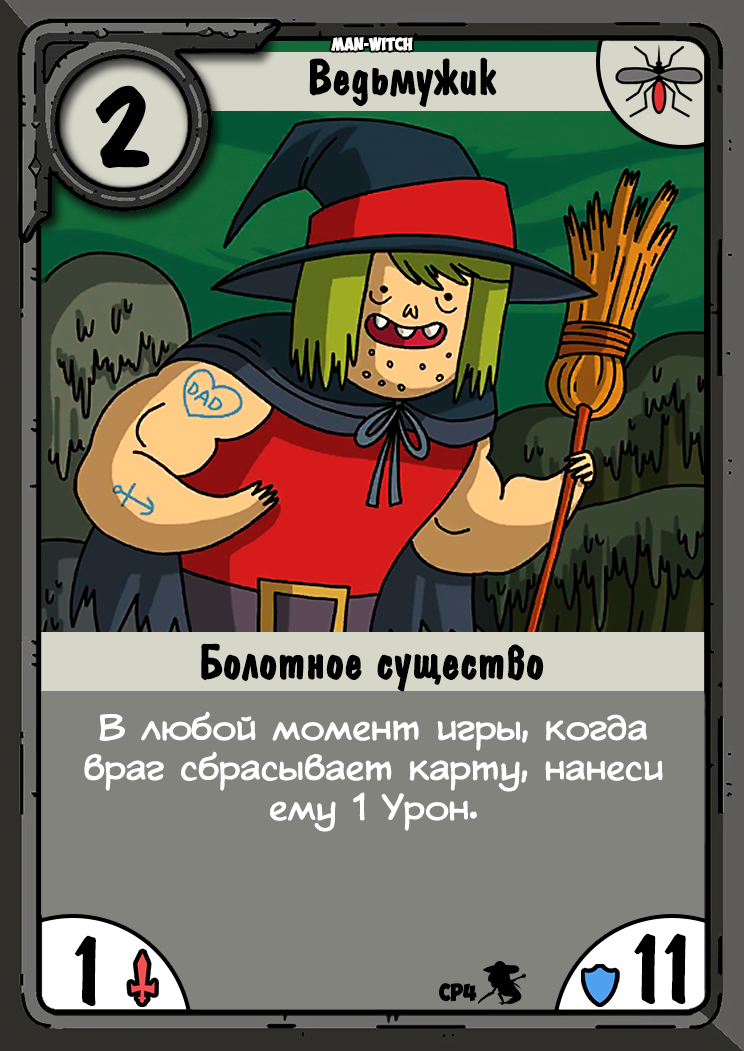 MAN-WITCH
Ведьмужик
2
DAD
Болотное существо
В любой момент игры, когда
враг сбрасывает карту, нанеси
ему 1 Урон.
1
CP4
11